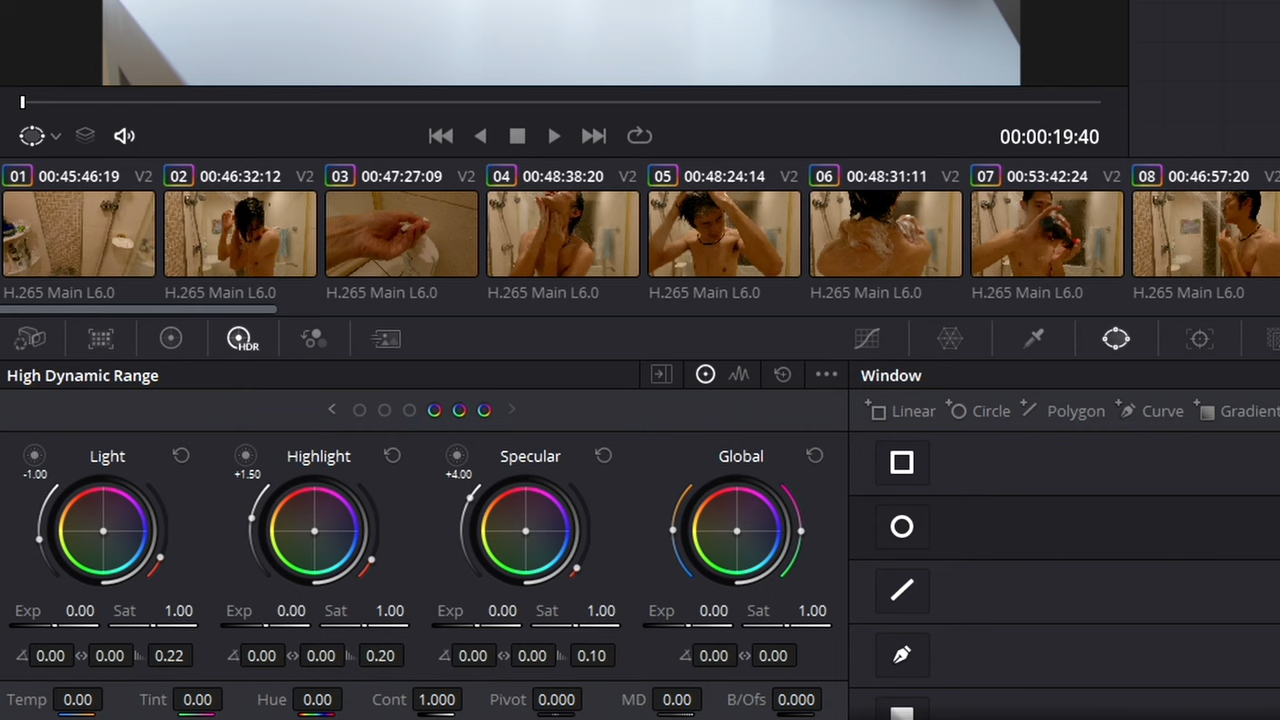 00:00:19:40
01 00:45:46:19 V2 02 00:46:32:12 V2 03 00:47:27:09 V2 04 00:48:38:20 V2 05 00:48:24:14 V2 06 00:48:31:11 V2 07 00:53:42:24 V2 08 00:46:57:20 V2
H.265 Main L6.0 H.265 Main L6.0 H.265 Main L6.0 H.265 Main L6.0 H.265 Main L6.0 H.265 Main L6.0 H.265 Main L6.0 H.265 Main L6.0
HDR
High Dynamic Range Window
Linear Circle Polygon Curve Gradient
Light Highlight Specular Global
-1.00 +1.50 +4.00
Exp 0.00 Sat 1.00 Exp 0.00 Sat 1.00 Exp 0.00 Sat 1.00 Exp 0.00 Sat 1.00
0.00 0.00 0.22 0.00 0.00 0.20 0.00 0.00 0.10 0.00 0.00
Temp 0.00 Tint 0.00 Hue 0.00 Cont 1.000 Pivot 0.000 MD 0.00 B/Ofs 0.000